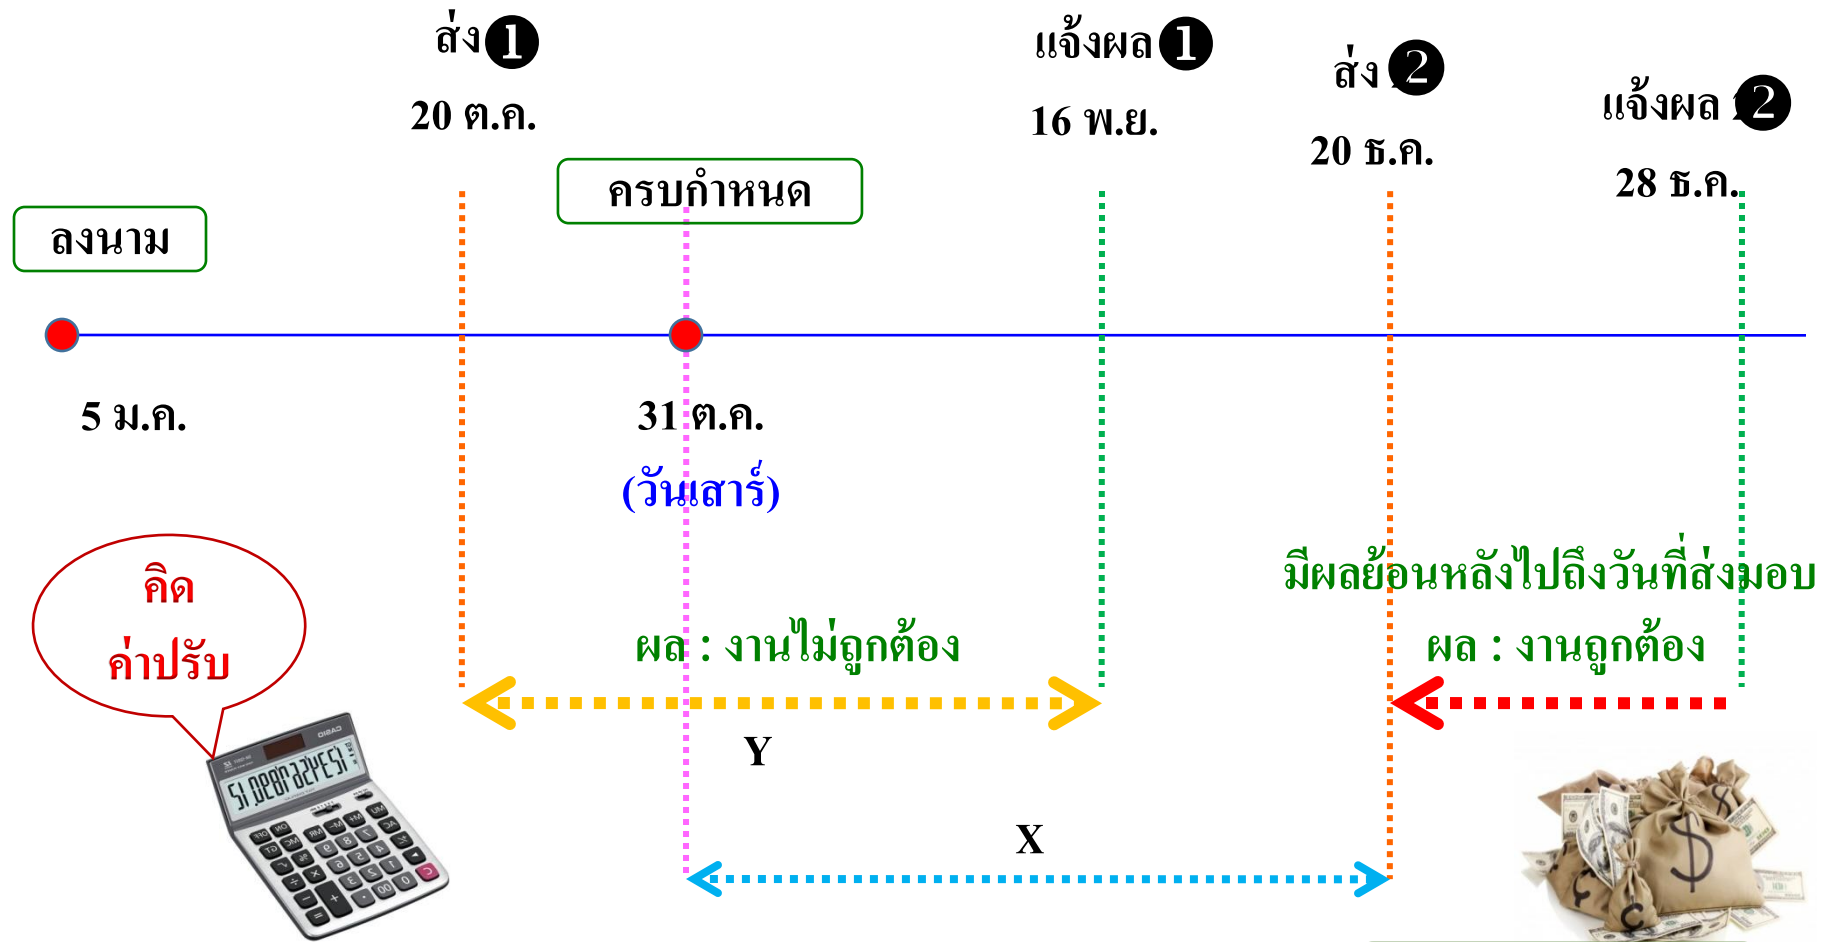 ส่ง 1
20 ต.ค.
แจ้งผล 1
16 พ.ย.
ส่ง 2
20 ธ.ค.
แจ้งผล 2
28 ธ.ค.
ลงนาม
ครบกำหนด
5 ม.ค.
31 ต.ค.
(วันเสาร์)
คิด
ค่าปรับ
ผล : งานไม่ถูกต้อง
มีผลย้อนหลังไปถึงวันที่ส่งมอบ
ผล : งานถูกต้อง
Y
X
CASIO